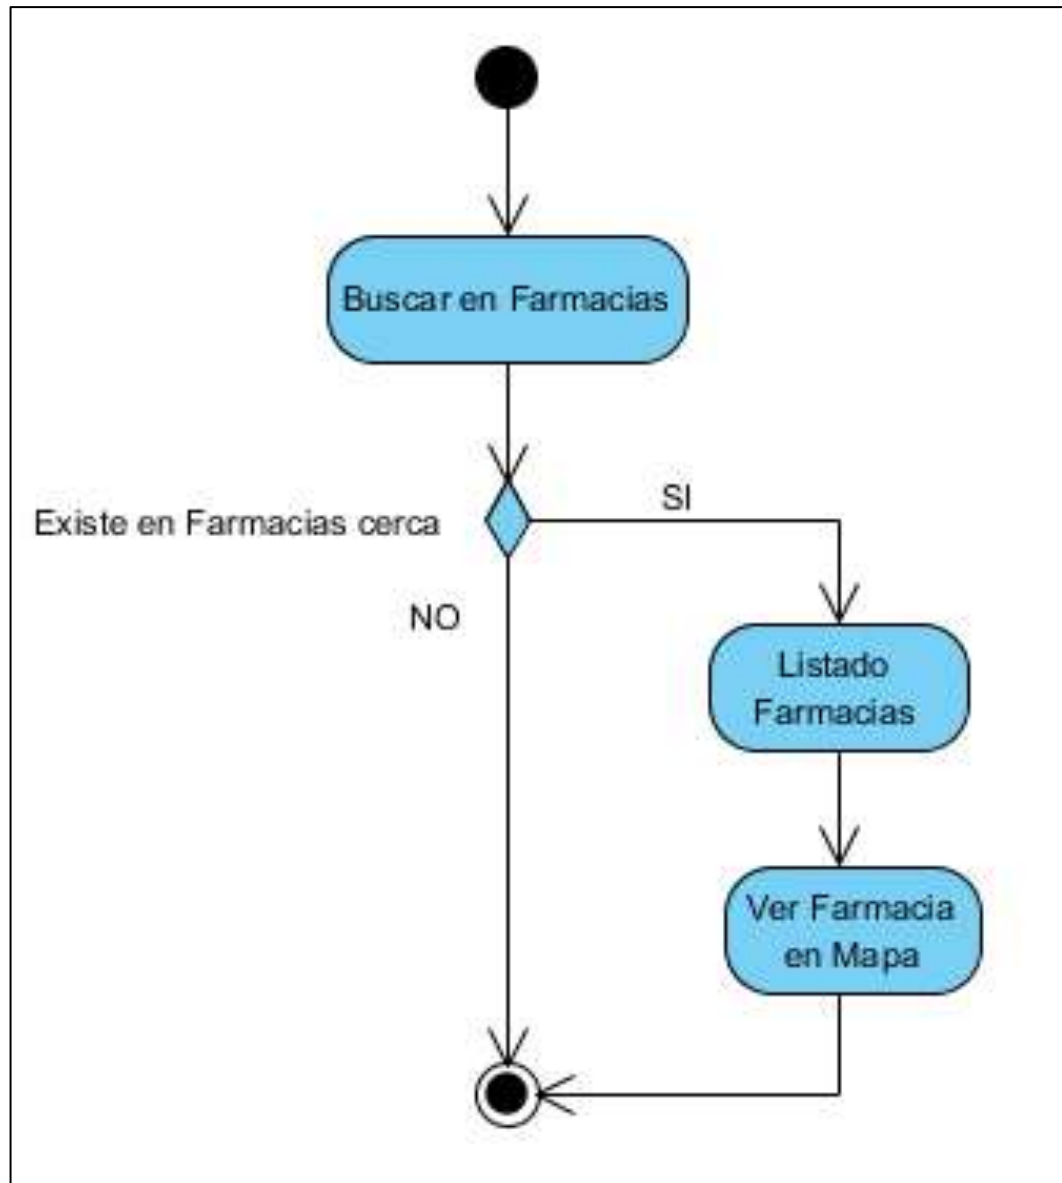 Buscar en Farmacias
Existe en Farmacias cerca
SI
NO
Listado
Farmacias
Ver Farmacia
en Mapa